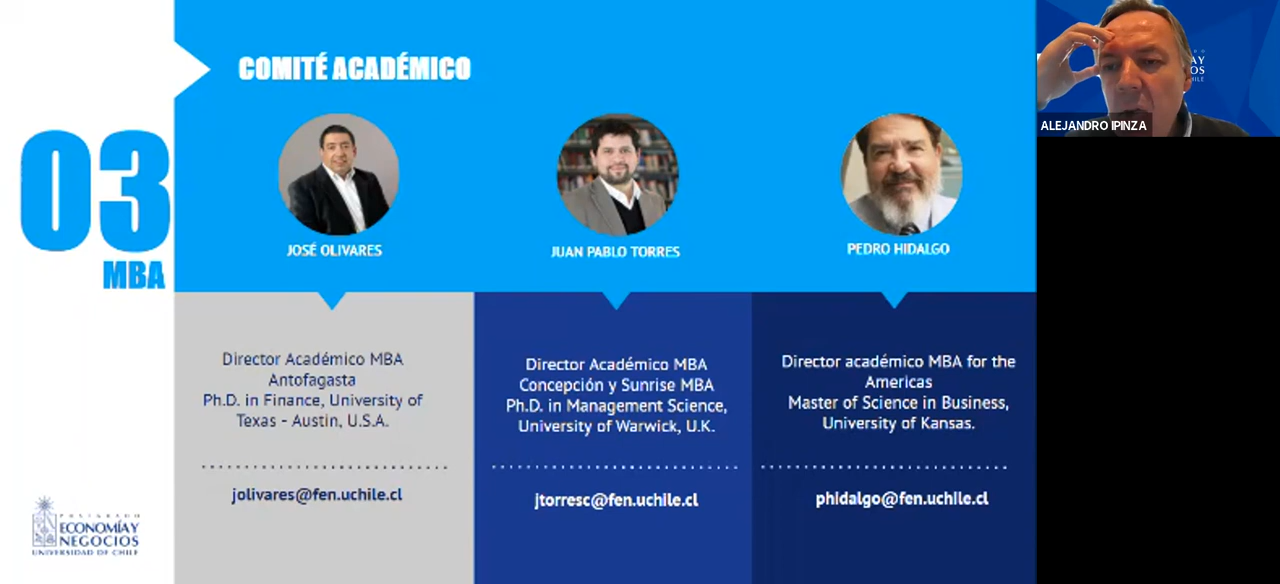 COMITÉ ACADÉMICO
03
MBA
JOSÉ OLIVARES
JUAN PABLO TORRES
PEDRO HIDALGO
Director Académico MBA
Antofagasta
Ph.D. in Finance, University of
Texas - Austin, U.S.A.
jolivares@fen.uchile.cl
Director Académico MBA
Concepción y Sunrise MBA
Ph.D. in Management Science,
University of Warwick, U.K.
jtorresc@fen.uchile.cl
Director académico MBA for the
Americas
Master of Science in Business,
University of Kansas.
phidalgo@fen.uchile.cl
POSTGRADO
ECONOMÍA Y
NEGOCIOS
UNIVERSIDAD DE CHILE
ALEJANDRO IPINZA